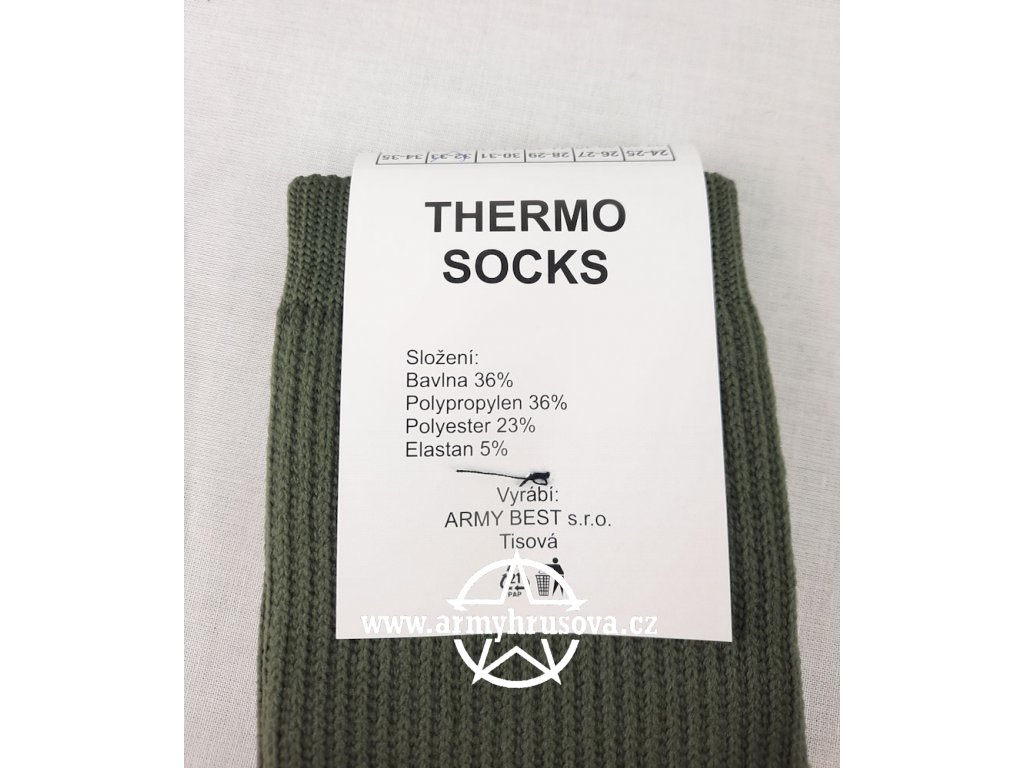 24-25 26-27 28-29 30-31 32-33 34-35
THERMO
SOCKS
Složení:
Bavlna 36%
Polypropylen 36%
Polyester 23%
Elastan 5%
Vyrábí:
ARMY BEST s.r.o.
Tisová
21
PAP
www.armyhrusova.cz